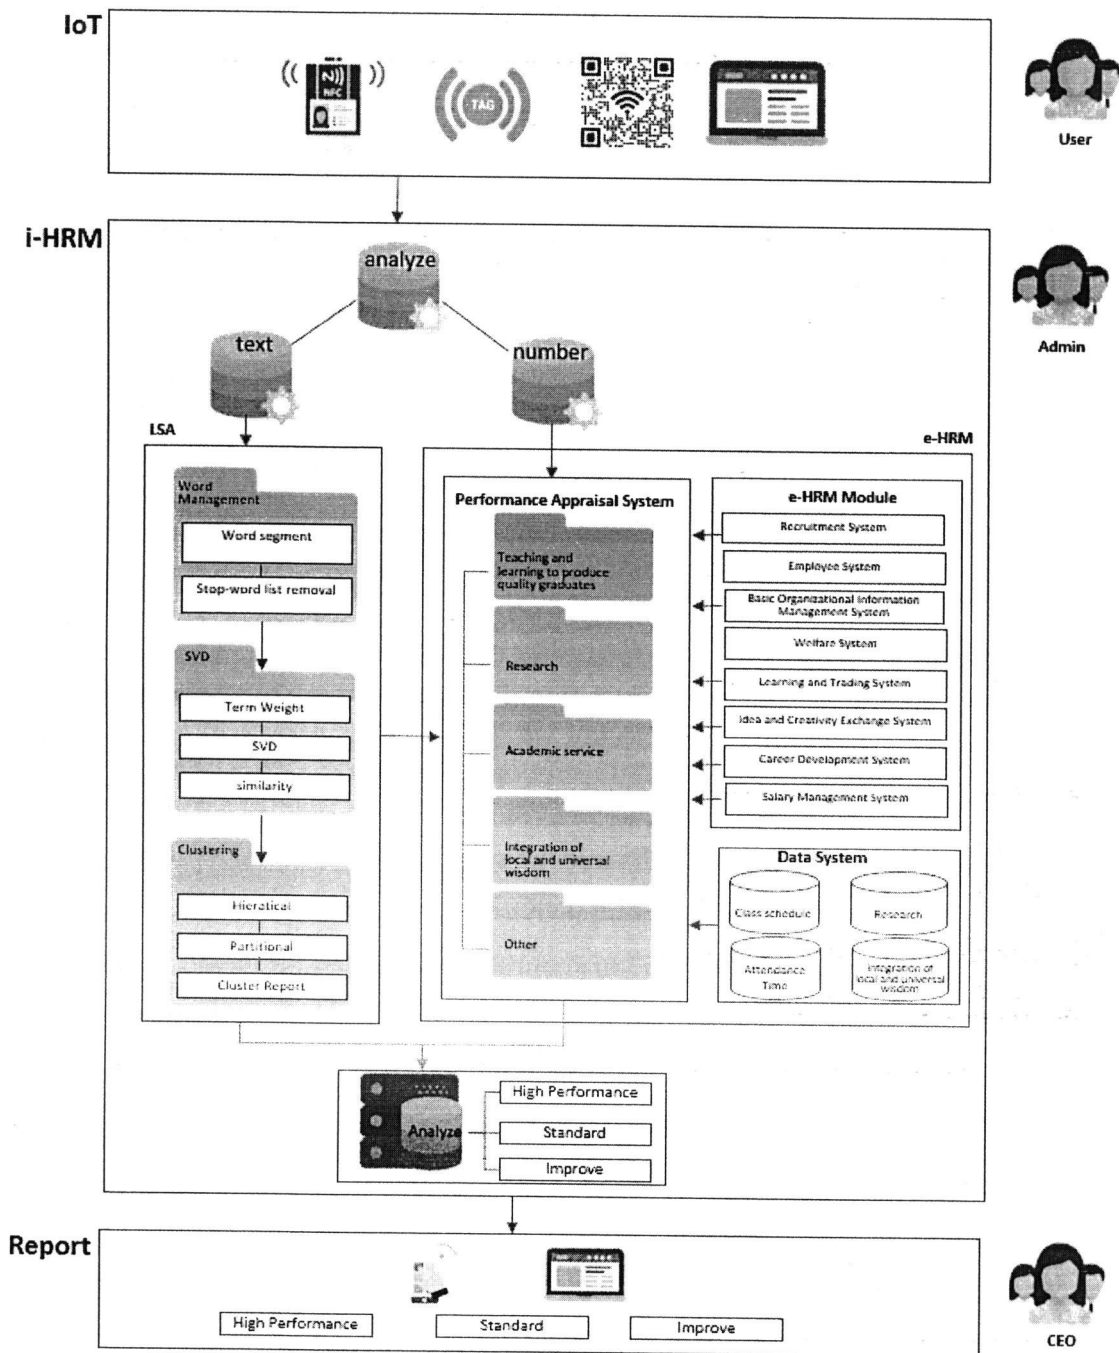 IoT
NFC
TAG
User
i-HRM
analyze
Admin
text
number
LSA
e-HRM
Word
Management
Word segment
Stop-word list removal
SVD
Term Weight
SVD
similarity
Clustering
Hieratical
Partitional
Cluster Report
Performance Appraisal System
Teaching and
learning to produce
quality graduates
Research
Academic service
Integration of
local and universal
wisdom
Other
e-HRM Module
Recruitment System
Employee System
Basic Organizational Information
Management System
Welfare System
Learning and Trading System
Idea and Creativity Exchange System
Career Development System
Salary Management System
Data System
Class schedule
Research
Attendance
Time
Integration of
local and universal
wisdom
Analyze
High Performance
Standard
Improve
Report
High Performance
Standard
Improve
CEO